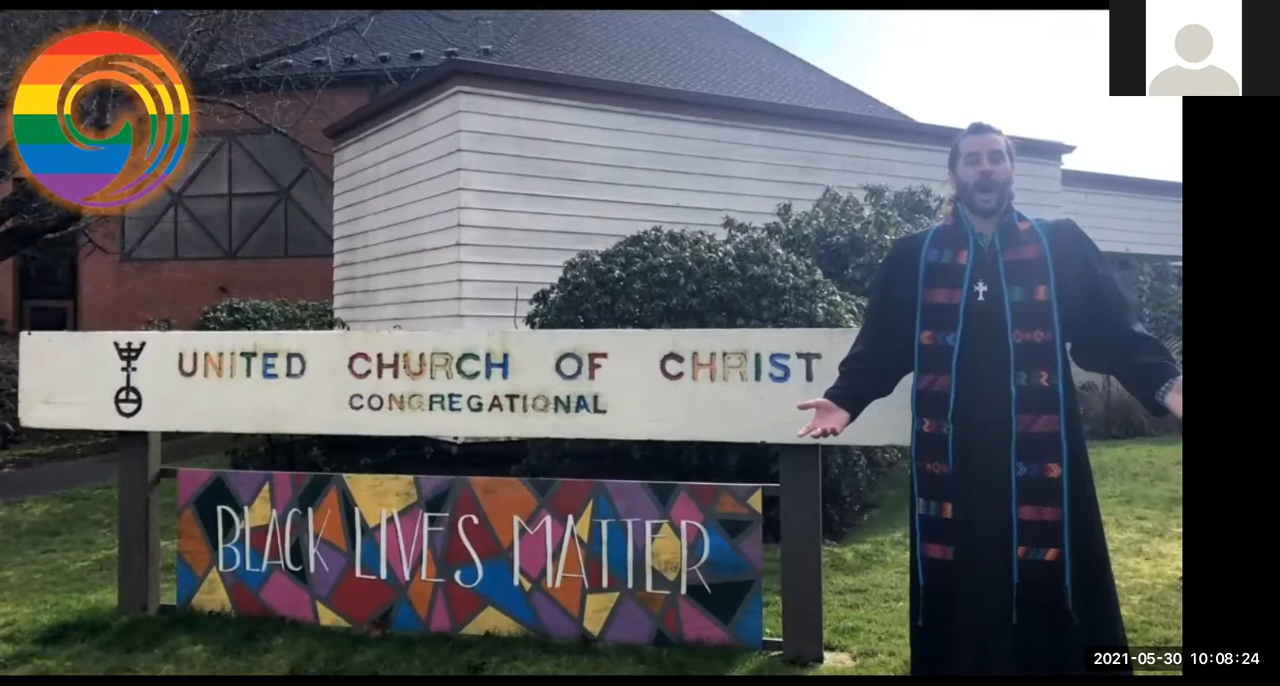 UNITED CHURCH OF CHRIST
CONGREGATIONAL
BLACK LIVES MATTER
2021-05-30 10:08:24